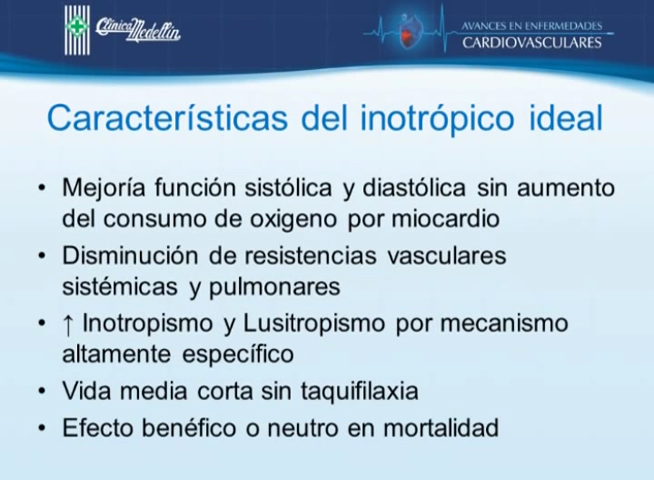 Clínica Medellín
AVANCES EN ENFERMEDADES
CARDIOVASCULARES
Características del inotrópico ideal
• Mejoría función sistólica y diastólica sin aumento
del consumo de oxigeno por miocardio
• Disminución de resistencias vasculares
sistémicas y pulmonares
• ↑ Inotropismo y Lusitropismo por mecanismo
altamente específico
• Vida media corta sin taquifilaxia
• Efecto benéfico o neutro en mortalidad